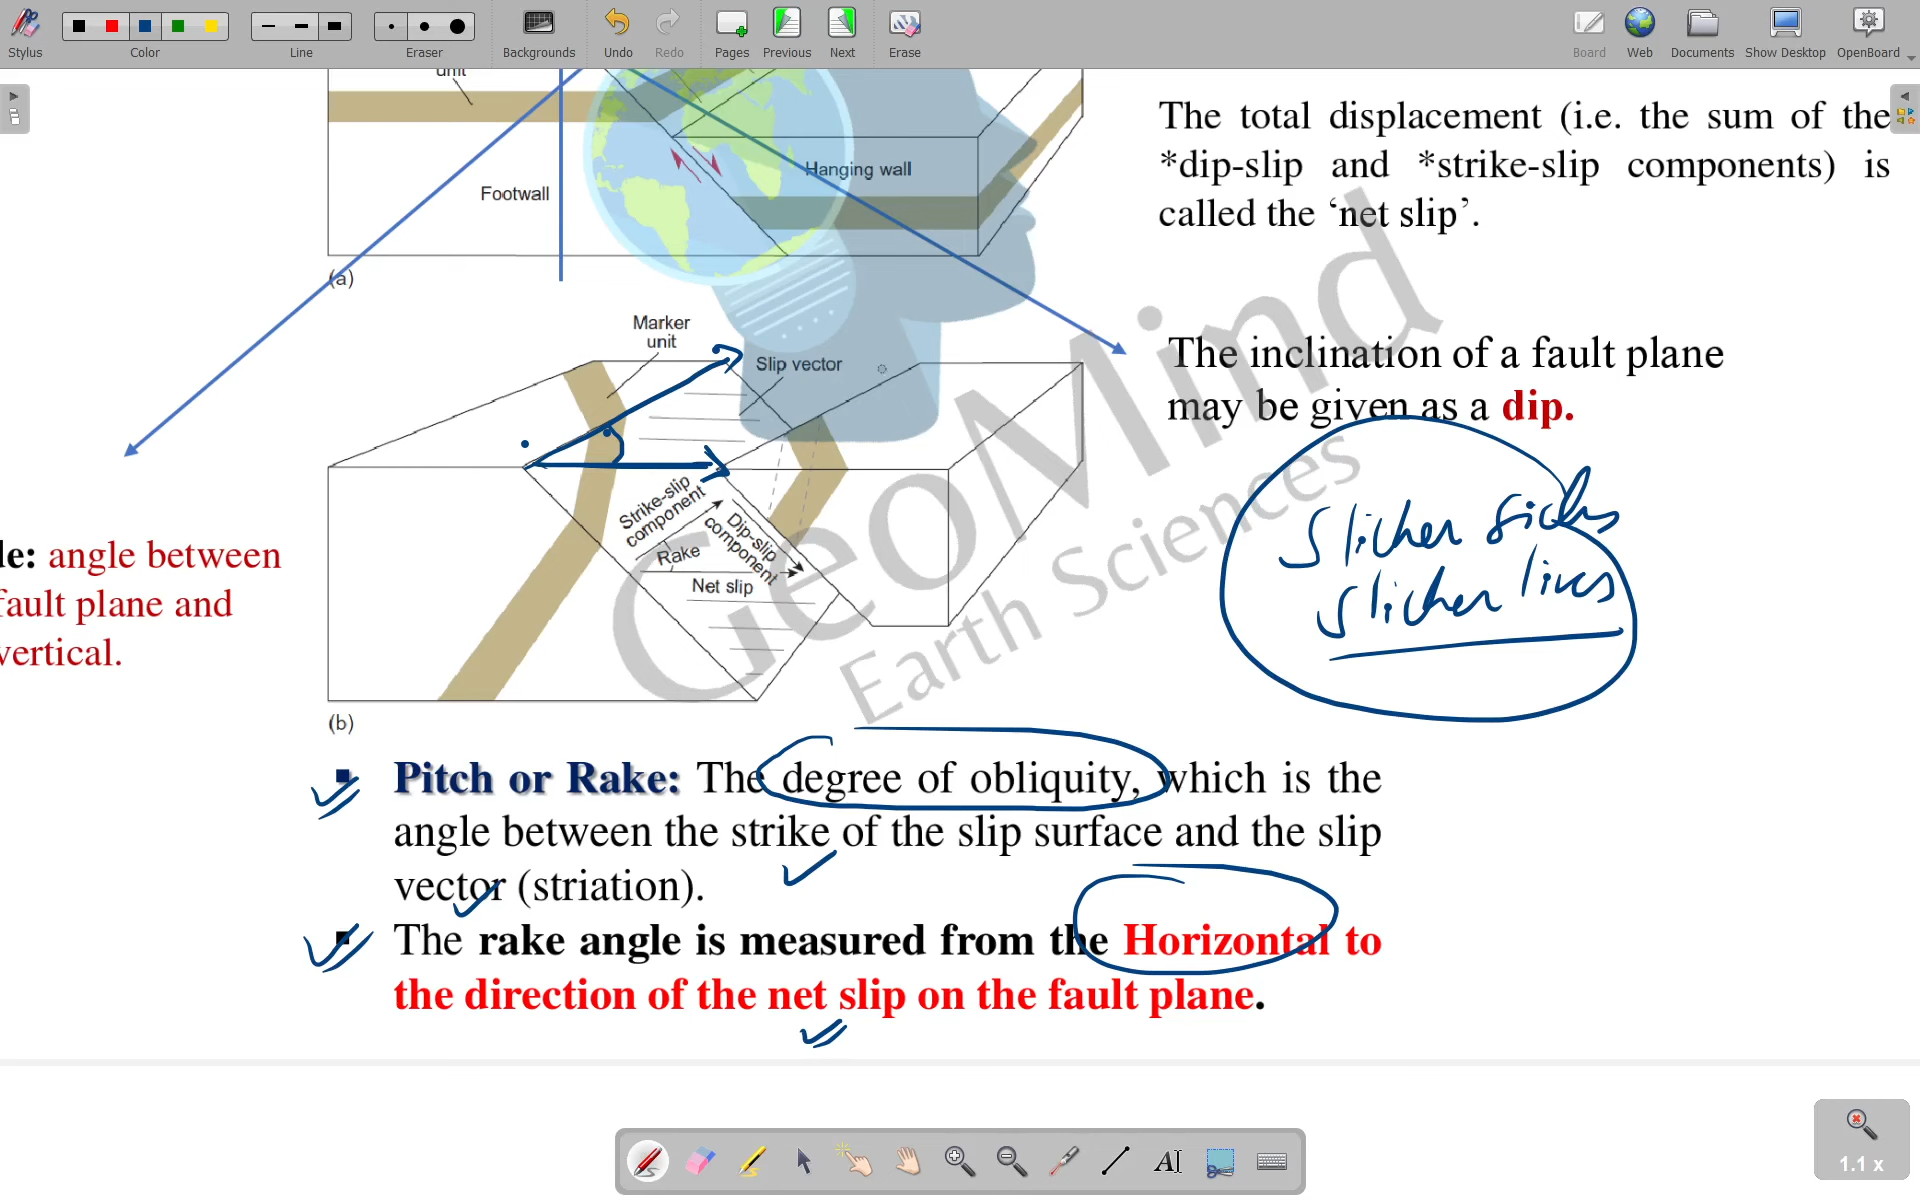 Stylus
Color
Line
Eraser
Backgrounds
Undo
Redo
Pages
Previous
Next
Erase
Board
Web
Documents
Show Desktop
OpenBoard
unit
Footwall
Hanging wall
(a)
The total displacement (i.e. the sum of the
*dip-slip and *strike-slip components) is
called the ‘net slip’.
Marker
unit
Slip vector
The inclination of a fault plane
may be given as a dip.
Strike-slip
component
Dip-slip
component
Rake
Net slip
(b)
GeoMind
Earth Sciences
le: angle between
fault plane and
vertical.
Slicken sides
Slicken lines
Pitch or Rake: The degree of obliquity, which is the
angle between the strike of the slip surface and the slip
vector (striation).
The rake angle is measured from the Horizontal to
the direction of the net slip on the fault plane.
1.1 x